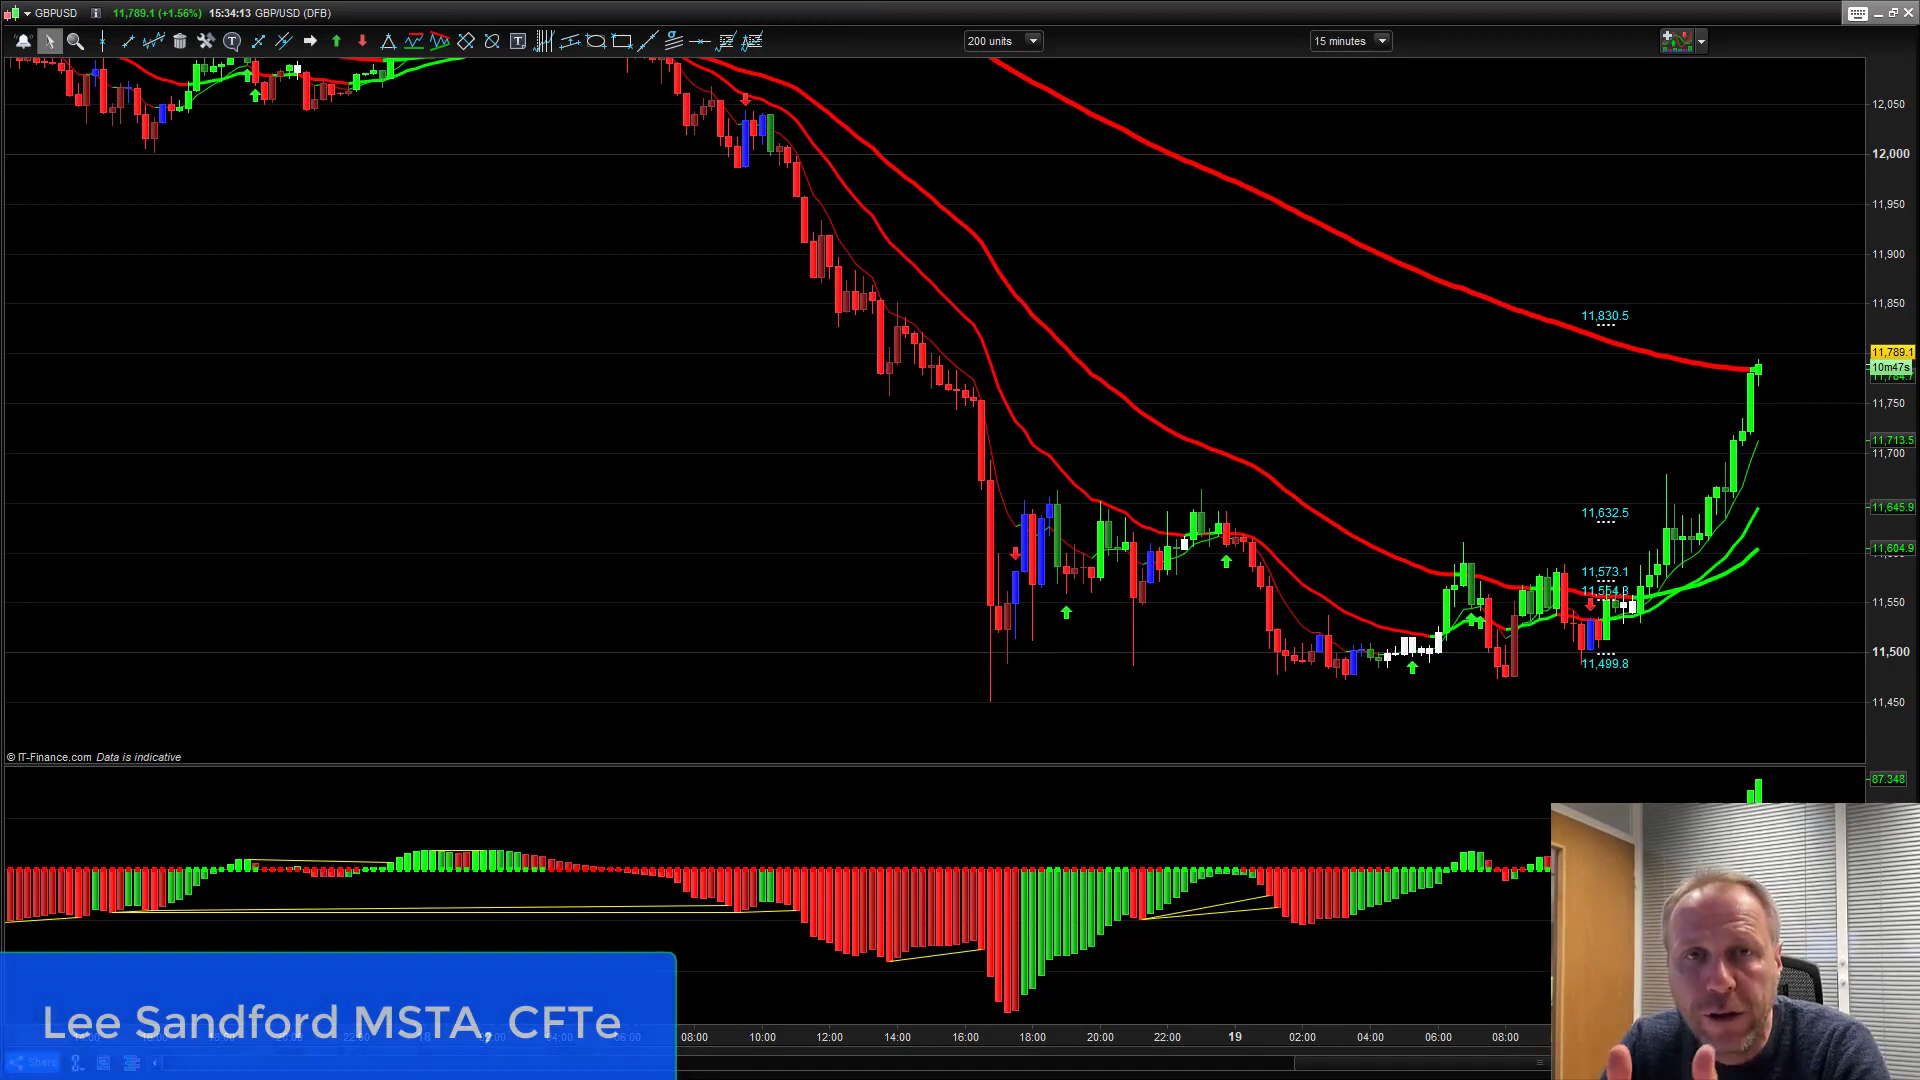 GBPUSD 11,789.1 (+1.56%) 15:34:13 GBP/USD (DFB)
200 units
15 minutes
12,050
12,000
11,950
11,900
11,850
11,830.5
11,789.1
10m47s
11,750
11,713.5
11,700
11,632.5
11,645.9
11,573.1
11,604.9
11,554.3
11,550
11,500
11,499.8
11,450
© IT-Finance.com Data is indicative
87.348
Lee Sandford MSTA, CFTe
08:00 10:00 12:00 14:00 16:00 18:00 20:00 22:00 19 02:00 04:00 06:00 08:00
Share